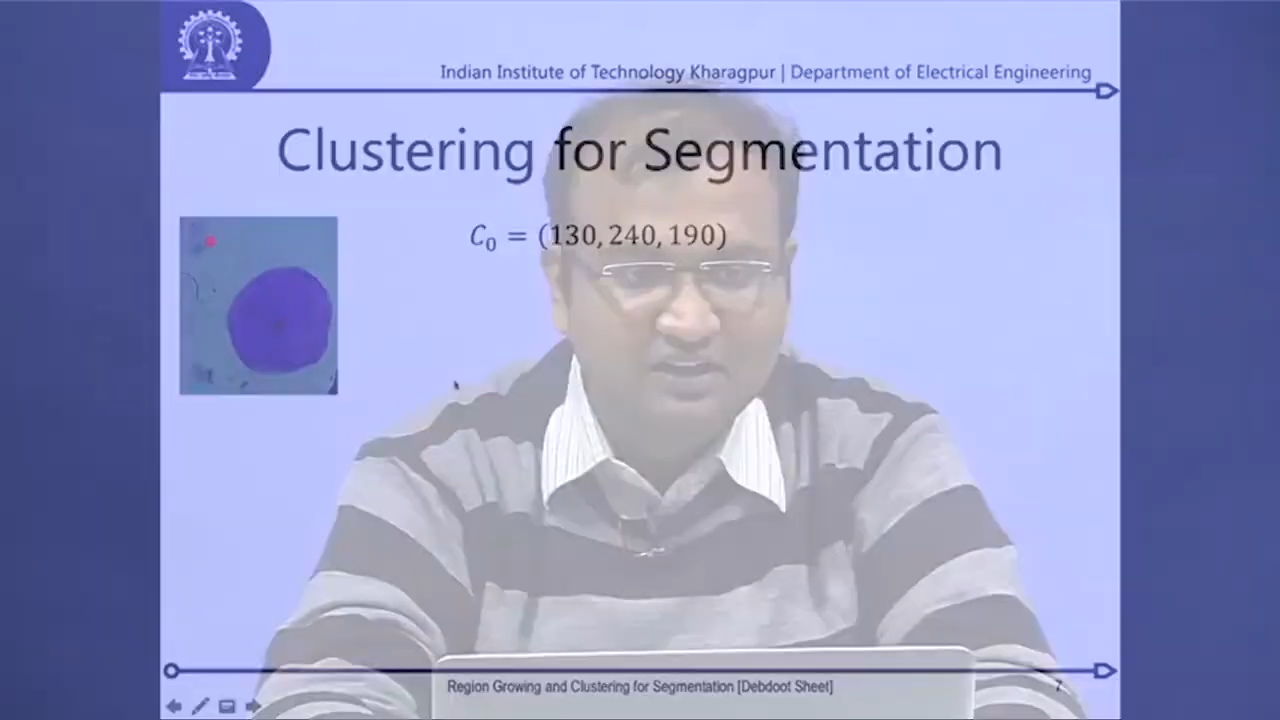 Indian Institute of Technology Kharagpur | Department of Electrical Engineering
Clustering for Segmentation
C₀ = (130, 240, 190)
Region Growing and Clustering for Segmentation [Debdoot Sheet]
7